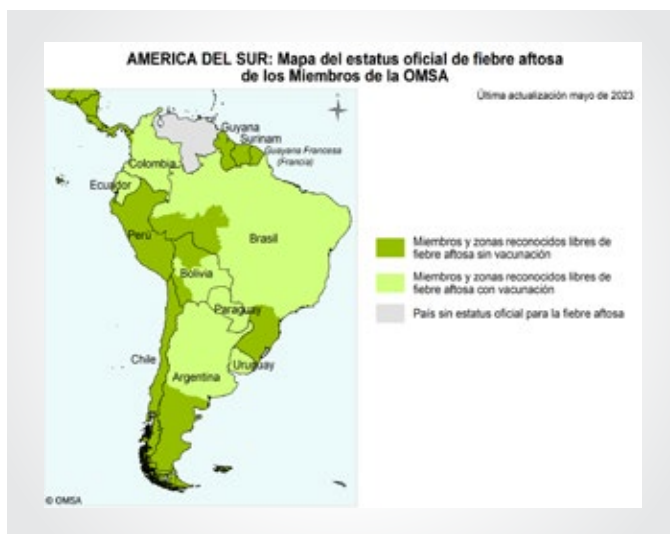 AMERICA DEL SUR: Mapa del estatus oficial de fiebre aftosa
de los Miembros de la OMSA
Última actualización mayo de 2023
Guyana
Surinam
Guayana Francesa
(Francia)
Colombia
Ecuador
Perú
Brasil
Bolivia
Paraguay
Chile
Uruguay
Argentina
Miembros y zonas reconocidos libres de
fiebre aftosa sin vacunación
Miembros y zonas reconocidos libres de
fiebre aftosa con vacunación
País sin estatus oficial para la fiebre aftosa
© OMSA